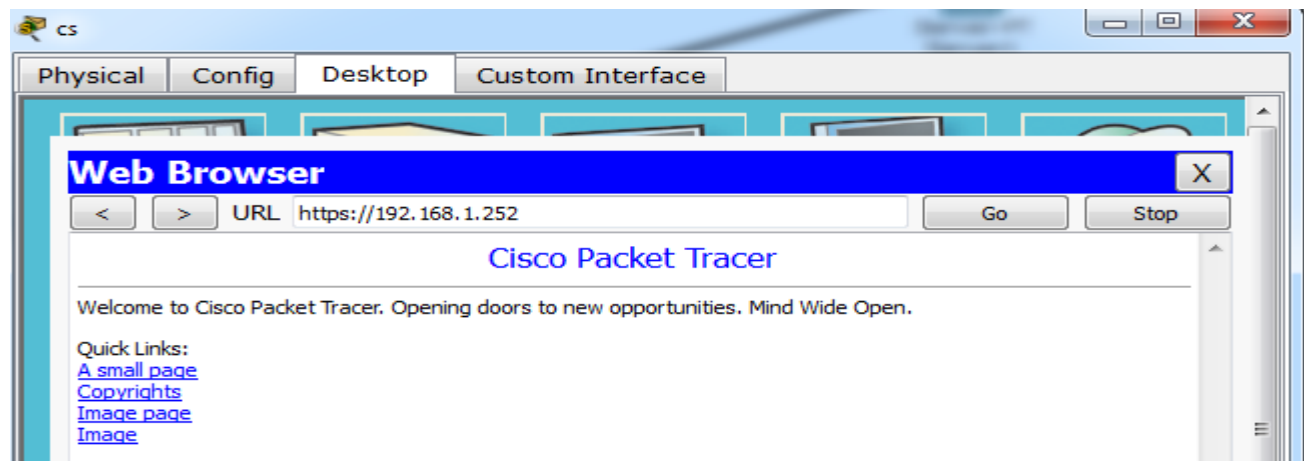 cs
Physical Config Desktop Custom Interface
Web Browser X
< > URL https://192.168.1.252 Go Stop
Cisco Packet Tracer
Welcome to Cisco Packet Tracer. Opening doors to new opportunities. Mind Wide Open.
Quick Links:
A small page
Copyrights
Image page
Image